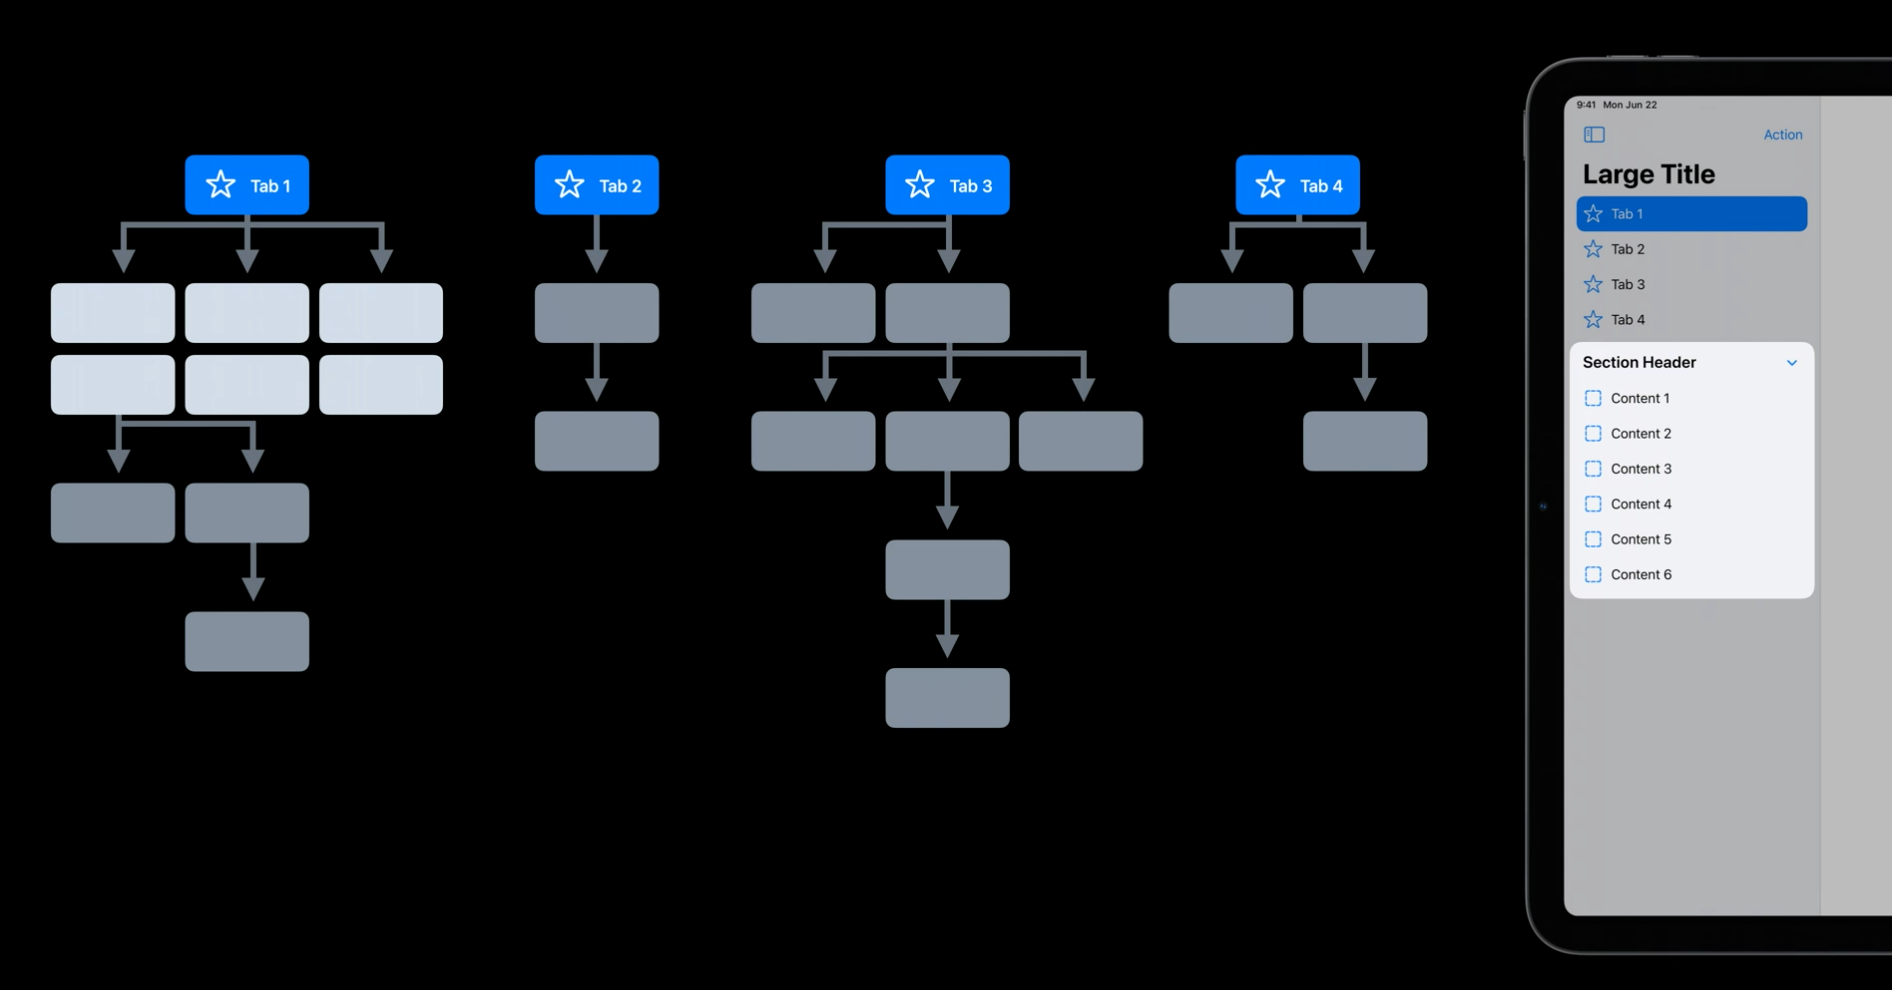 Tab 1
Tab 2
Tab 3
Tab 4
9:41 Mon Jun 22
Action
Large Title
Tab 1
Tab 2
Tab 3
Tab 4
Section Header
Content 1
Content 2
Content 3
Content 4
Content 5
Content 6